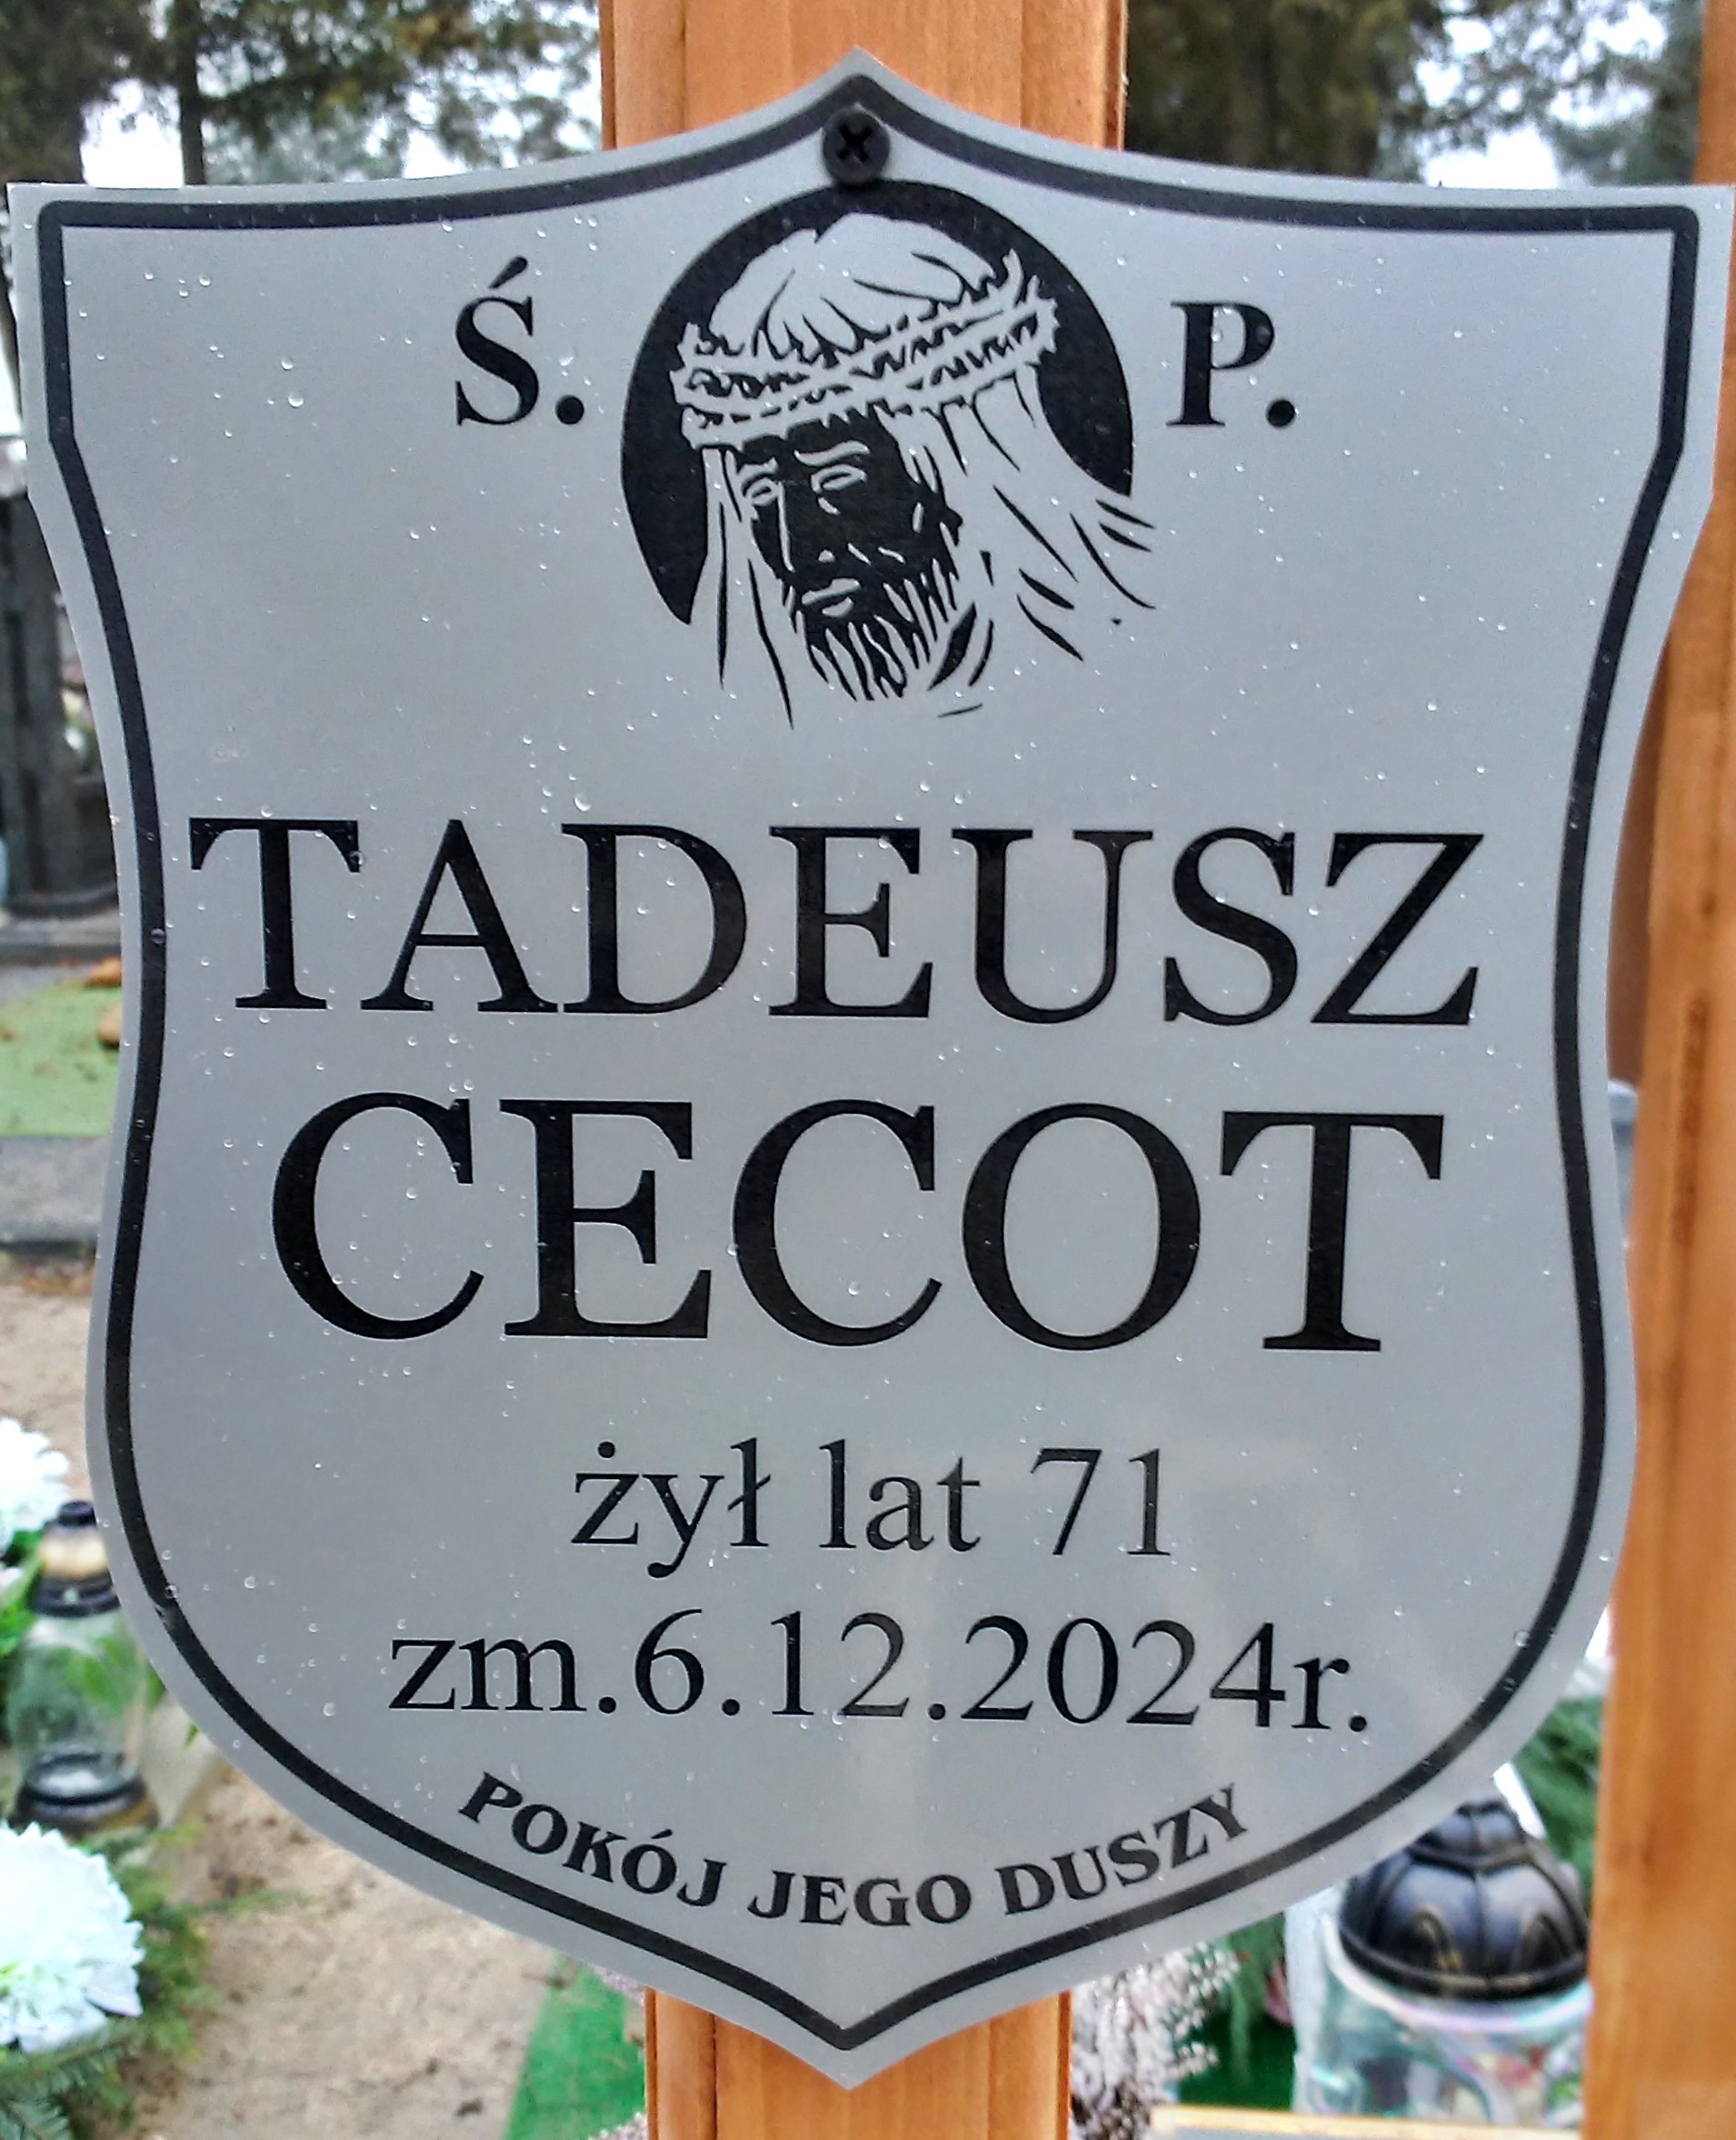 Ś. P.
TADEUSZ
CECOT
żył lat 71
zm.6.12.2024r.
POKÓJ JEGO DUSZY